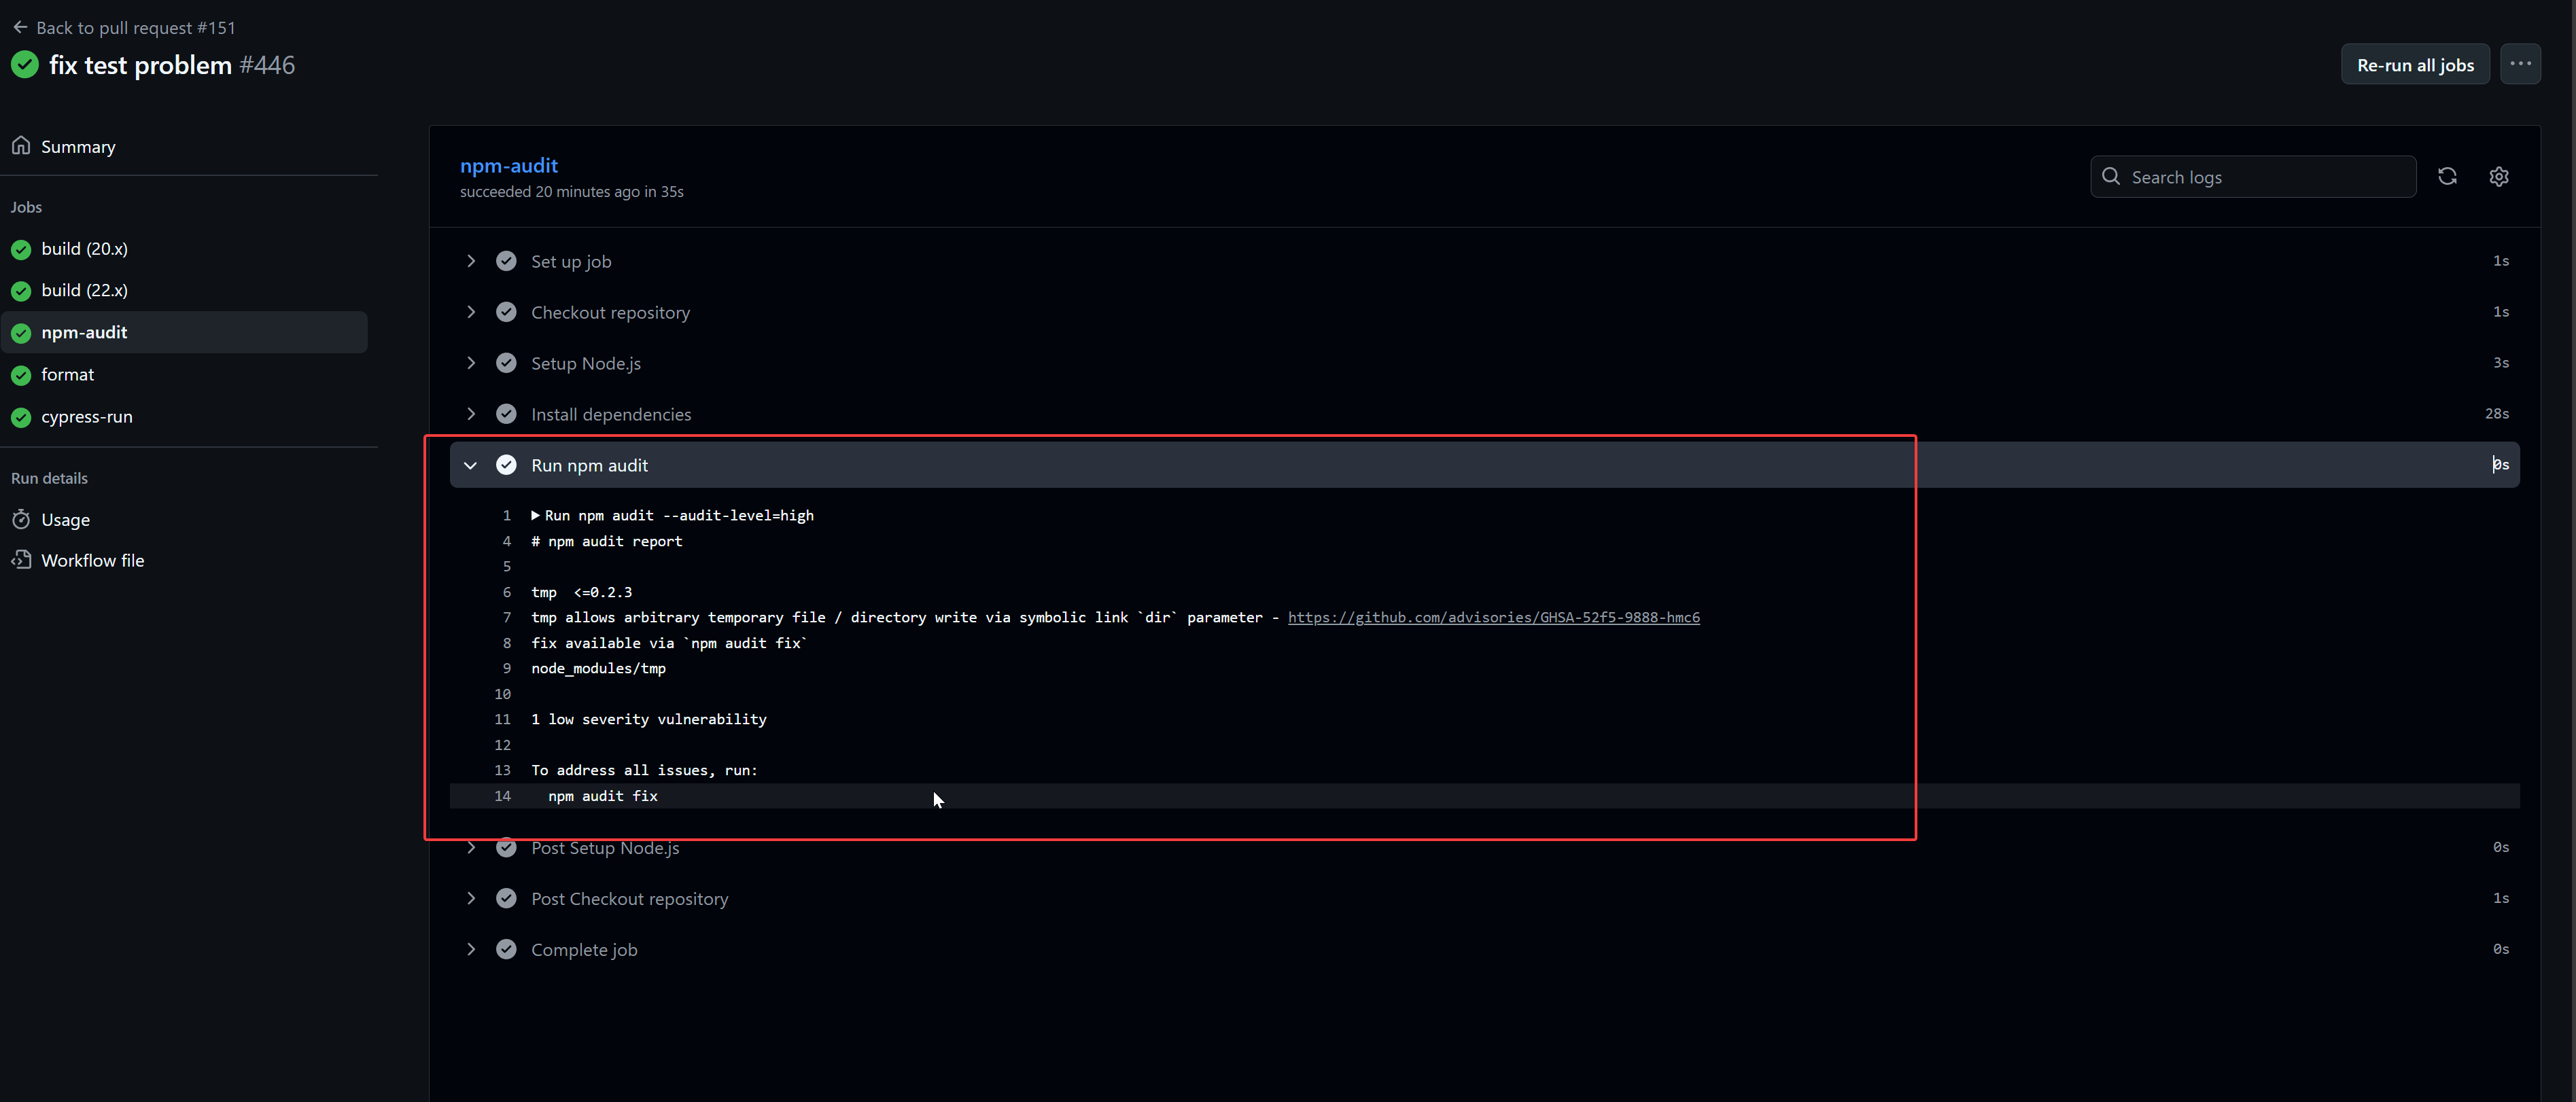 Back to pull request #151
fix test problem #446
Re-run all jobs
Summary
Jobs
build (20.x)
build (22.x)
npm-audit
format
cypress-run
Run details
Usage
Workflow file
npm-audit
succeeded 20 minutes ago in 35s
Search logs
Set up job 1s
Checkout repository 1s
Setup Node.js 3s
Install dependencies 28s
Run npm audit 0s
1 Run npm audit --audit-level=high
4 # npm audit report
5
6 tmp  <=0.2.3
7 tmp allows arbitrary temporary file / directory write via symbolic link `dir` parameter - https://github.com/advisories/GHSA-52f5-9888-hmc6
8 fix available via `npm audit fix`
9 node_modules/tmp
10
11 1 low severity vulnerability
12
13 To address all issues, run:
14   npm audit fix
Post Setup Node.js 0s
Post Checkout repository 1s
Complete job 0s